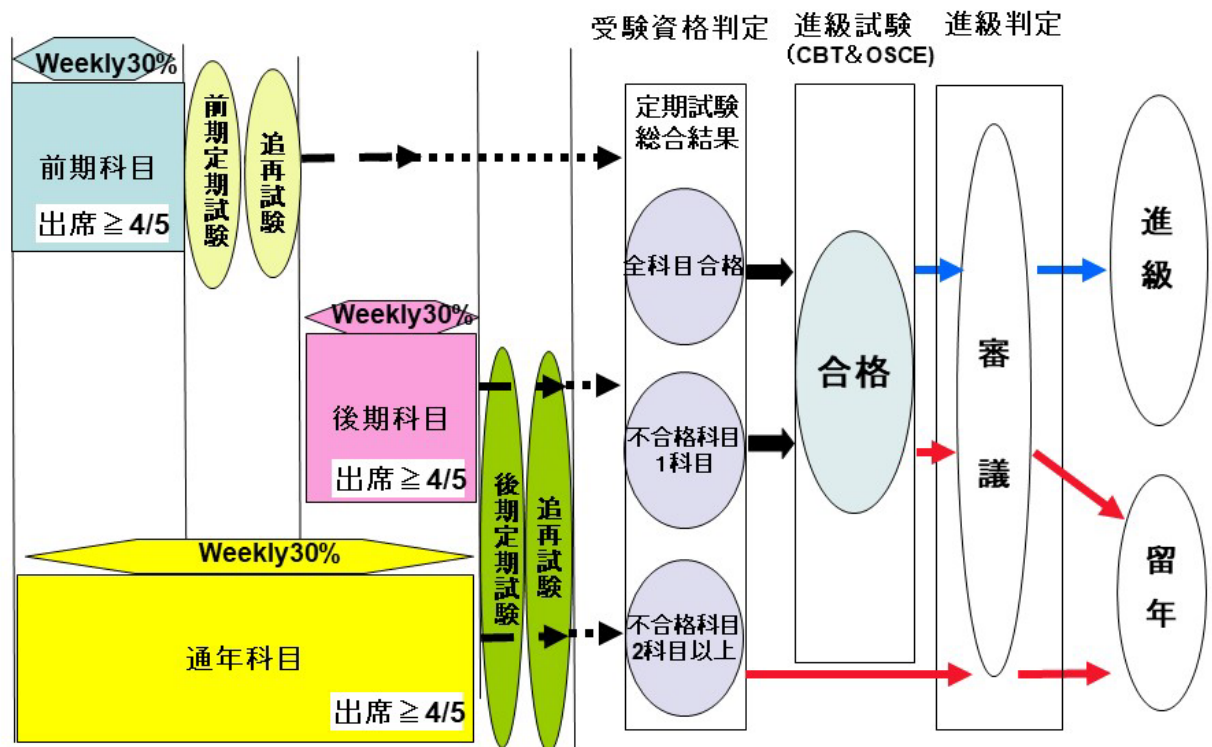 受験資格判定
進級試験
（CBT＆OSCE)
進級判定
Weekly30%
前期科目
出席≧4/5
前期定期試験
追再試験
Weekly30%
後期科目
出席≧4/5
Weekly30%
通年科目
出席≧4/5
後期定期試験
追再試験
定期試験
総合結果
全科目合格
不合格科目
1科目
不合格科目
2科目以上
合格
審議
進級
留年